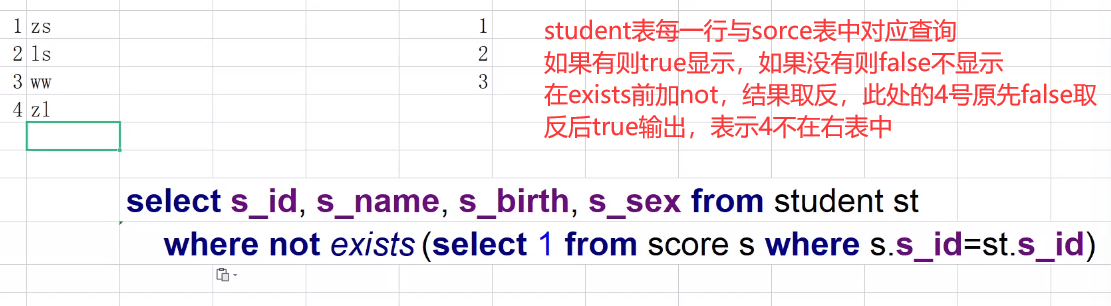 1 zs 1 student表每一行与sorce表中对应查询
2 ls 2 如果有则true显示，如果没有则false不显示
3 ww 3 在exists前加not，结果取反，此处的4号原先false取
4 zl 反后true输出，表示4不在右表中
select s_id, s_name, s_birth, s_sex from student st
where not exists (select 1 from score s where s.s_id=st.s_id)